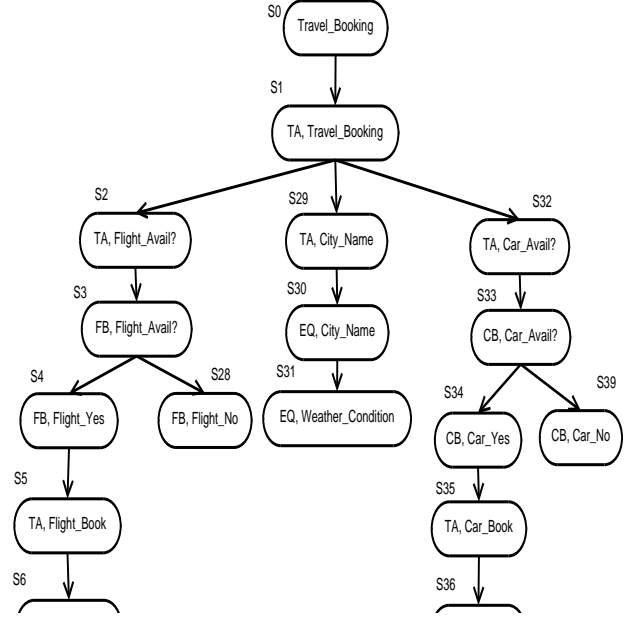 S0
Travel_Booking
S1
TA, Travel_Booking
S2
S29
S32
TA, Flight_Avail?
TA, City_Name
TA, Car_Avail?
S3
S30
S33
FB, Flight_Avail?
EQ, City_Name
CB, Car_Avail?
S4
S28
S31
S34
S39
FB, Flight_Yes
FB, Flight_No
EQ, Weather_Condition
CB, Car_Yes
CB, Car_No
S5
S35
TA, Flight_Book
TA, Car_Book
S6
S36